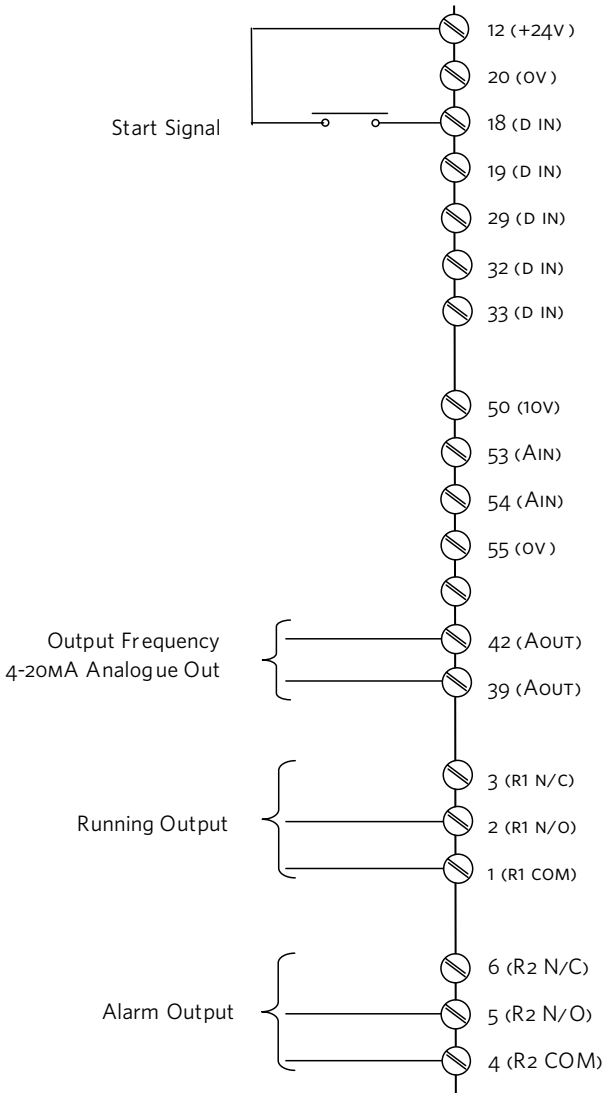 12 (+24V)
20 (0V)
Start Signal
18 (D IN)
19 (D IN)
29 (D IN)
32 (D IN)
33 (D IN)
50 (10V)
53 (AIN)
54 (AIN)
55 (0V)
Output Frequency
4-20MA Analogue Out
42 (AOUT)
39 (AOUT)
3 (R1 N/C)
Running Output
2 (R1 N/O)
1 (R1 COM)
6 (R2 N/C)
Alarm Output
5 (R2 N/O)
4 (R2 COM)